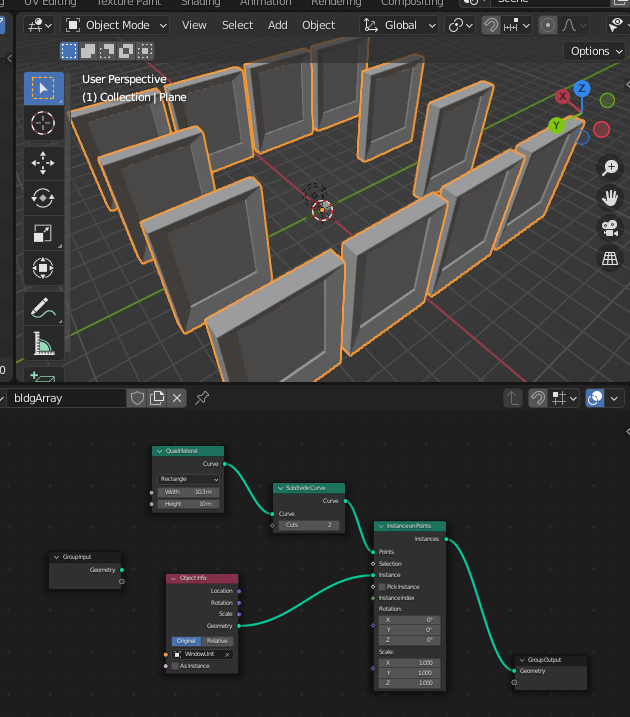 UV Editing Texture Paint Shading Animation Rendering Compositing Scene
Object Mode View Select Add Object Global
Options
User Perspective
(1) Collection | Plane
X Z Y
bldgArray
Quadrilateral
Curve
Rectangle
Width 10.3 m
Height 10 m
Subdivide Curve
Curve
Curve
Cuts 2
Instance on Points
Instances
Points
Selection
Instance
Pick Instance
Instance Index
Rotation:
X 0°
Y 0°
Z 0°
Scale:
X 1.000
Y 1.000
Z 1.000
Group Input
Geometry
Object Info
Location
Rotation
Scale
Geometry
Original Relative
WindowUnit
As Instance
Group Output
Geometry